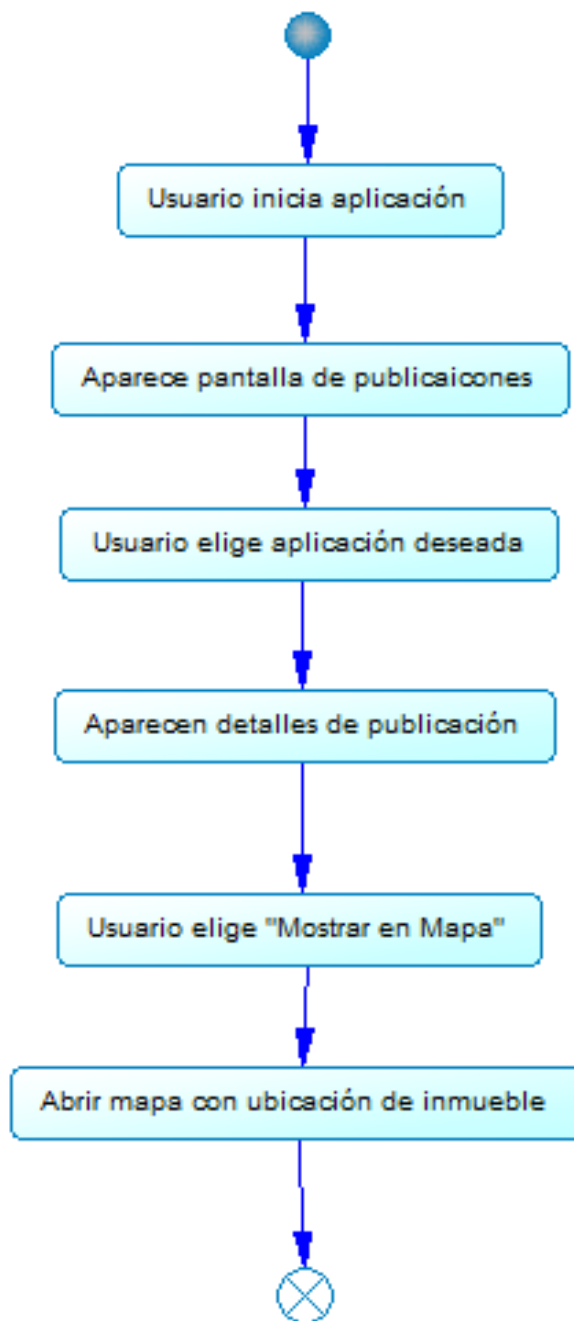 Usuario inicia aplicación
Aparece pantalla de publicaicones
Usuario elige aplicación deseada
Aparecen detalles de publicación
Usuario elige "Mostrar en Mapa"
Abrir mapa con ubicación de inmueble